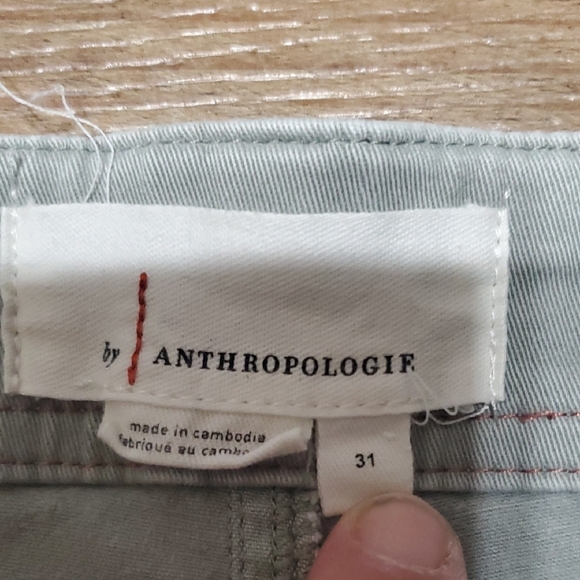 by ANTHROPOLOGIE
made in cambodia
fabriqué au
31